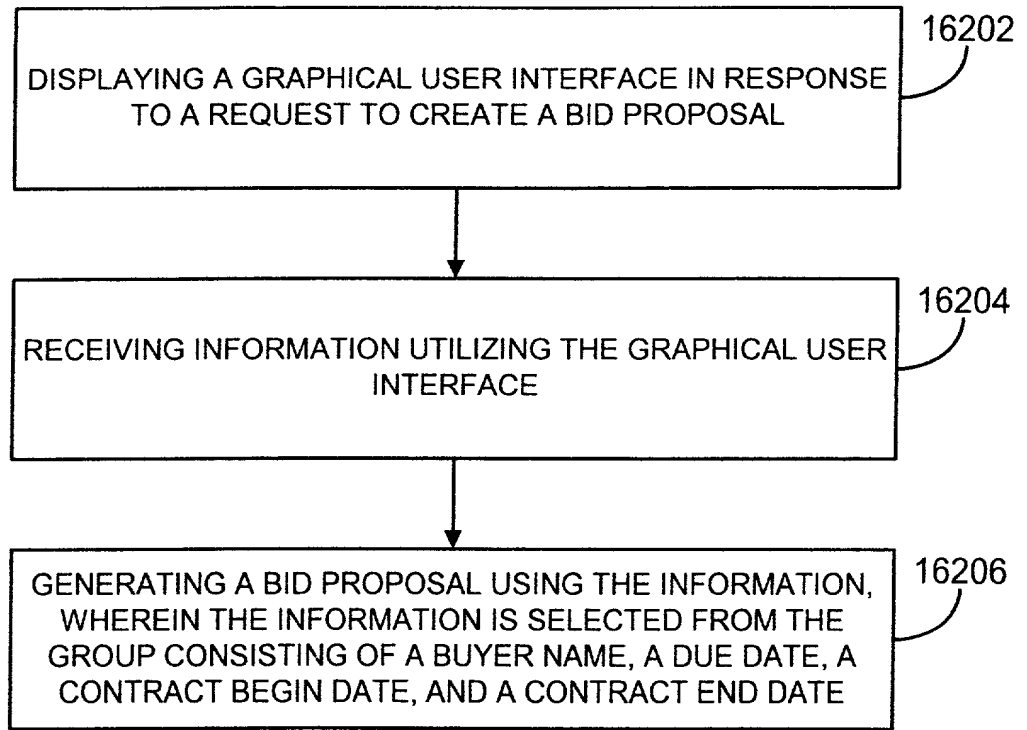 16202
DISPLAYING A GRAPHICAL USER INTERFACE IN RESPONSE
TO A REQUEST TO CREATE A BID PROPOSAL
16204
RECEIVING INFORMATION UTILIZING THE GRAPHICAL USER
INTERFACE
16206
GENERATING A BID PROPOSAL USING THE INFORMATION,
WHEREIN THE INFORMATION IS SELECTED FROM THE
GROUP CONSISTING OF A BUYER NAME, A DUE DATE, A
CONTRACT BEGIN DATE, AND A CONTRACT END DATE